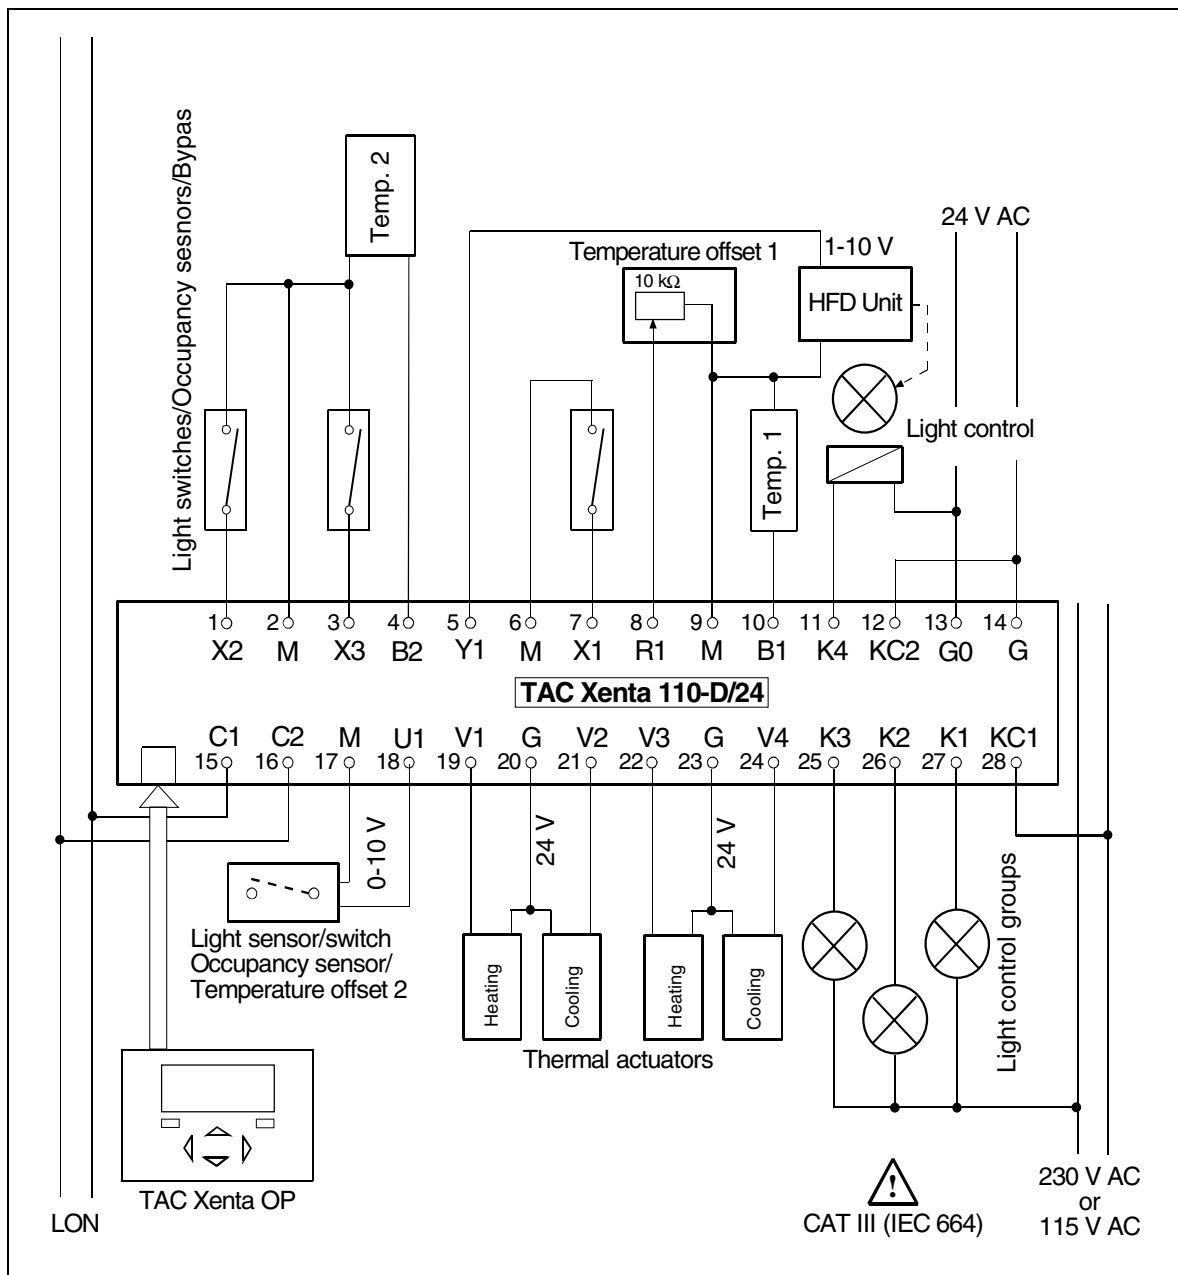 Light switches/Occupancy sesnors/Bypas
Temp. 2
24 V AC
1-10 V
Temperature offset 1
10 kΩ
HFD Unit
Light control
Temp. 1
1 2 3 4 5 6 7 8 9 10 11 12 13 14
X2 M X3 B2 Y1 M X1 R1 M B1 K4 KC2 G0 G
TAC Xenta 110-D/24
C1 C2 M U1 V1 G V2 V3 G V4 K3 K2 K1 KC1
15 16 17 18 19 20 21 22 23 24 25 26 27 28
0-10 V
24 V
24 V
Light sensor/switch
Occupancy sensor/
Temperature offset 2
Heating
Cooling
Heating
Cooling
Thermal actuators
Light control groups
TAC Xenta OP
LON
!
CAT III (IEC 664)
230 V AC
or
115 V AC